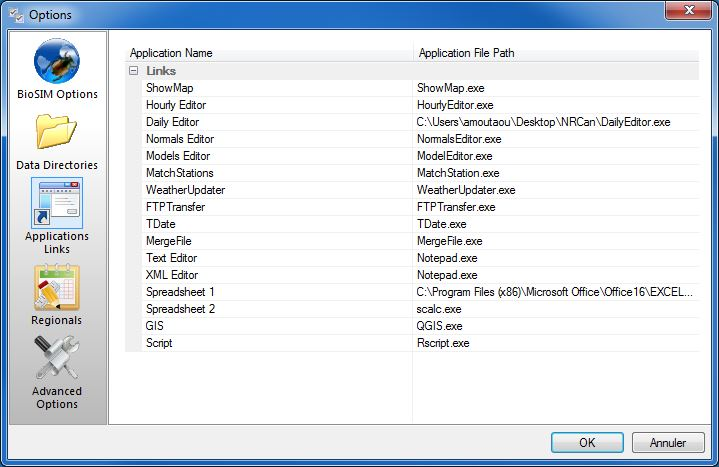 Options
BioSIM Options
Data Directories
Applications
Links
Regionals
Advanced
Options
Application Name Application File Path
Links
ShowMap ShowMap.exe
Hourly Editor HourlyEditor.exe
Daily Editor C:\Users\amoutaou\Desktop\NRCan\DailyEditor.exe
Normals Editor NormalsEditor.exe
Models Editor ModelEditor.exe
MatchStations MatchStation.exe
WeatherUpdater WeatherUpdater.exe
FTPTransfer FTPTransfer.exe
TDate TDate.exe
MergeFile MergeFile.exe
Text Editor Notepad.exe
XML Editor Notepad.exe
Spreadsheet 1 C:\Program Files (x86)\Microsoft Office\Office16\EXCEL...
Spreadsheet 2 scalc.exe
GIS QGIS.exe
Script Rscript.exe
OK Annuler